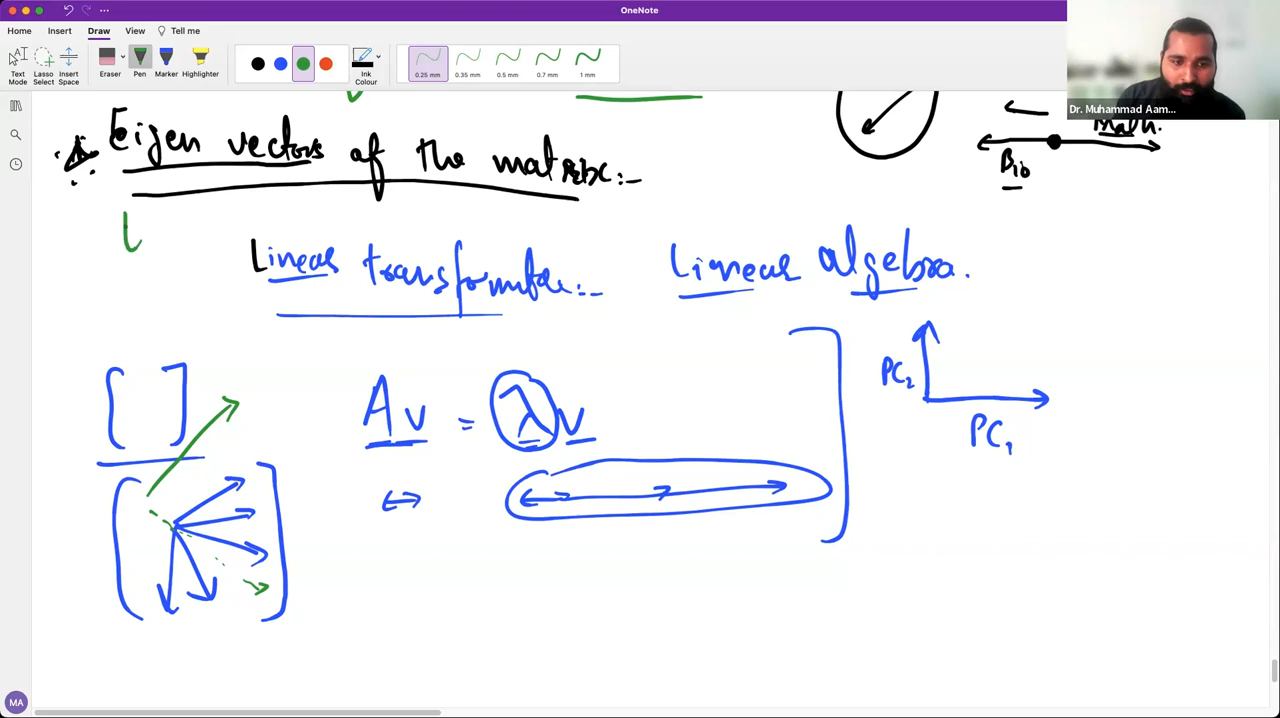 OneNote
Home Insert Draw View Tell me
Text Mode
Lasso Select
Insert Space
Eraser
Pen
Marker
Highlighter
Ink Colour
0.25 mm
0.35 mm
0.5 mm
0.7 mm
1 mm
Dr. Muhammad Aam...
Math.
Bio
Eigen vectors of the matrix:-
Linear
Linear algebra.
PC2
PC1
[ ]
Av = λv
MA